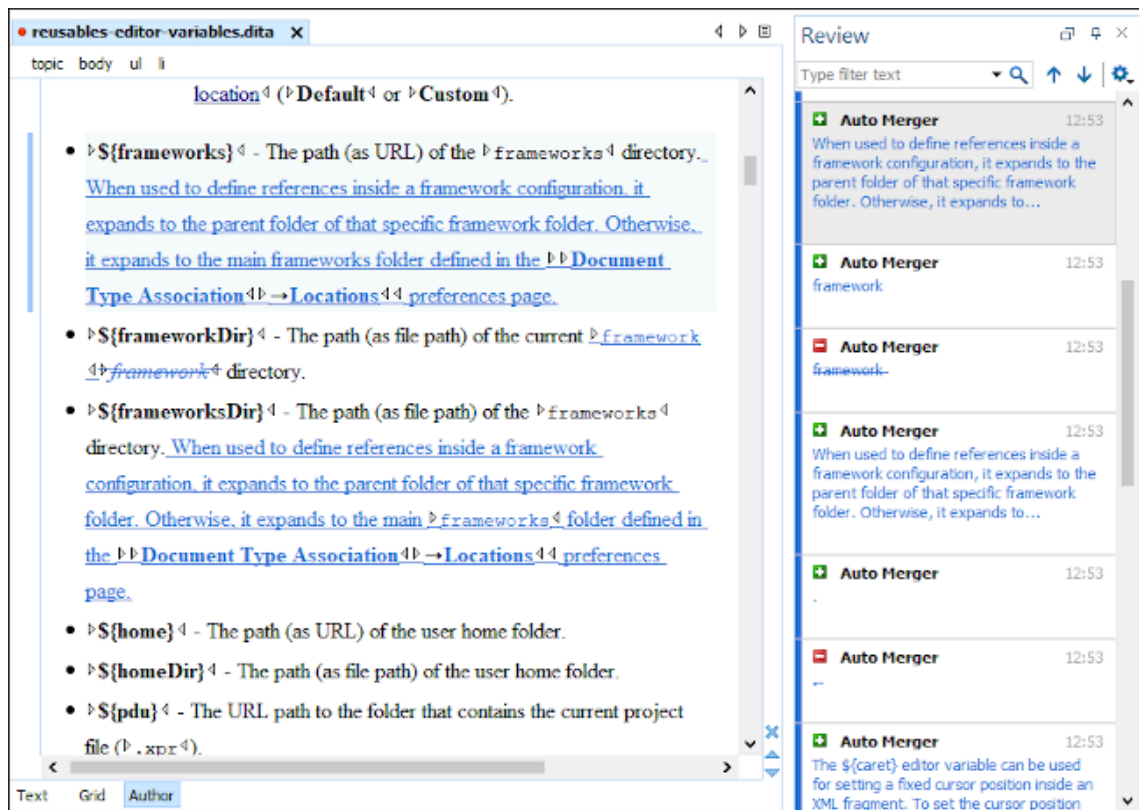 reusables-editor-variables.dita
topic body ul li
location (Default or Custom).
${frameworks} - The path (as URL) of the frameworks directory.
When used to define references inside a framework configuration, it
expands to the parent folder of that specific framework folder. Otherwise,
it expands to the main frameworks folder defined in the Document
Type Association → Locations preferences page.
${frameworkDir} - The path (as file path) of the current framework
framework directory.
${frameworksDir} - The path (as file path) of the frameworks
directory. When used to define references inside a framework
configuration, it expands to the parent folder of that specific framework
folder. Otherwise, it expands to the main frameworks folder defined in
the Document Type Association → Locations preferences
page.
${home} - The path (as URL) of the user home folder.
${homeDir} - The path (as file path) of the user home folder.
${pdu} - The URL path to the folder that contains the current project
file (.xpr).
Text Grid Author
Review
Type filter text
Auto Merger 12:53
When used to define references inside a
framework configuration, it expands to the
parent folder of that specific framework
folder. Otherwise, it expands to...
Auto Merger 12:53
framework
Auto Merger 12:53
framework
Auto Merger 12:53
When used to define references inside a
framework configuration, it expands to the
parent folder of that specific framework
folder. Otherwise, it expands to...
Auto Merger 12:53
.
Auto Merger 12:53
Auto Merger 12:53
The ${caret} editor variable can be used
for setting a fixed cursor position inside an
XML fragment. To set the cursor position